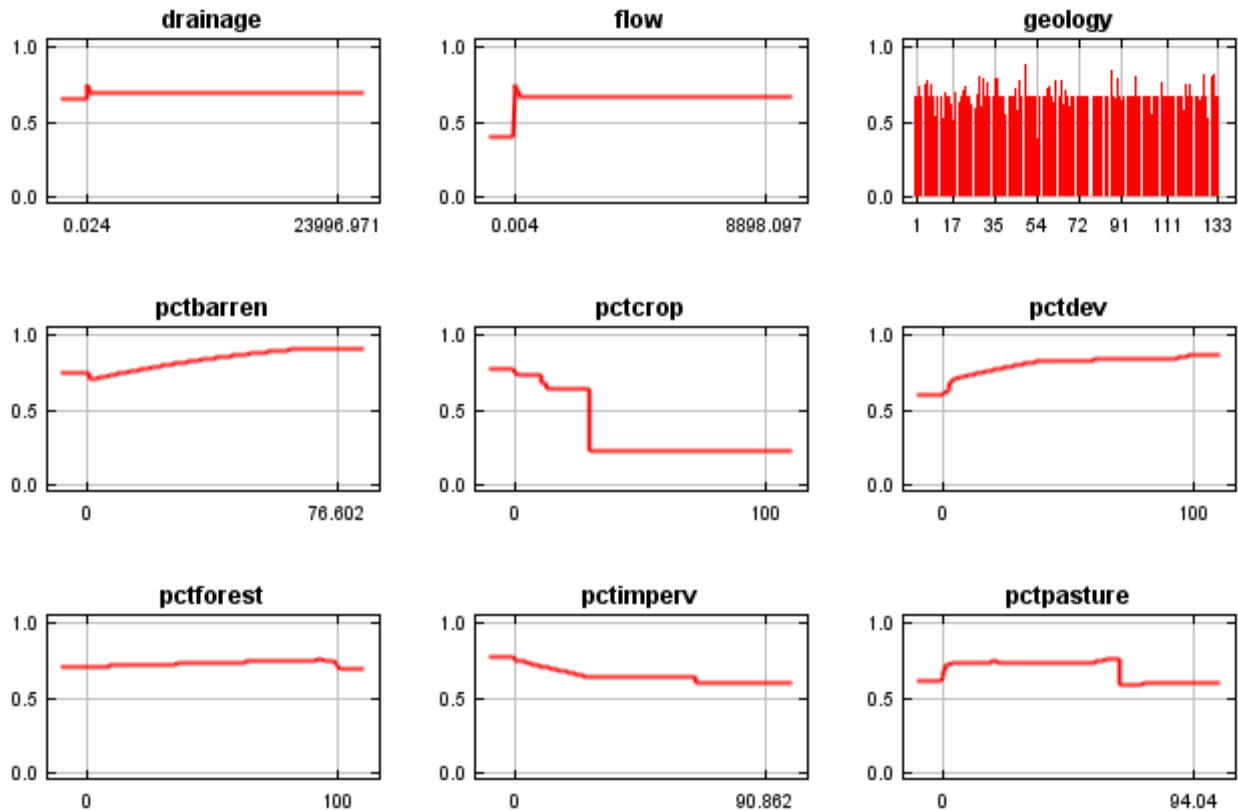 drainage flow geology
1.0 1.0 1.0
0.5 0.5 0.5
0.0 0.0 0.0
0.024 23996.971 0.004 8898.097 1 17 35 54 72 91 111 133
pctbarren pctcrop pctdev
1.0 1.0 1.0
0.5 0.5 0.5
0.0 0.0 0.0
0 76.602 0 100 0 100
pctforest pctimperv pctpasture
1.0 1.0 1.0
0.5 0.5 0.5
0.0 0.0 0.0
0 100 0 90.862 0 94.04